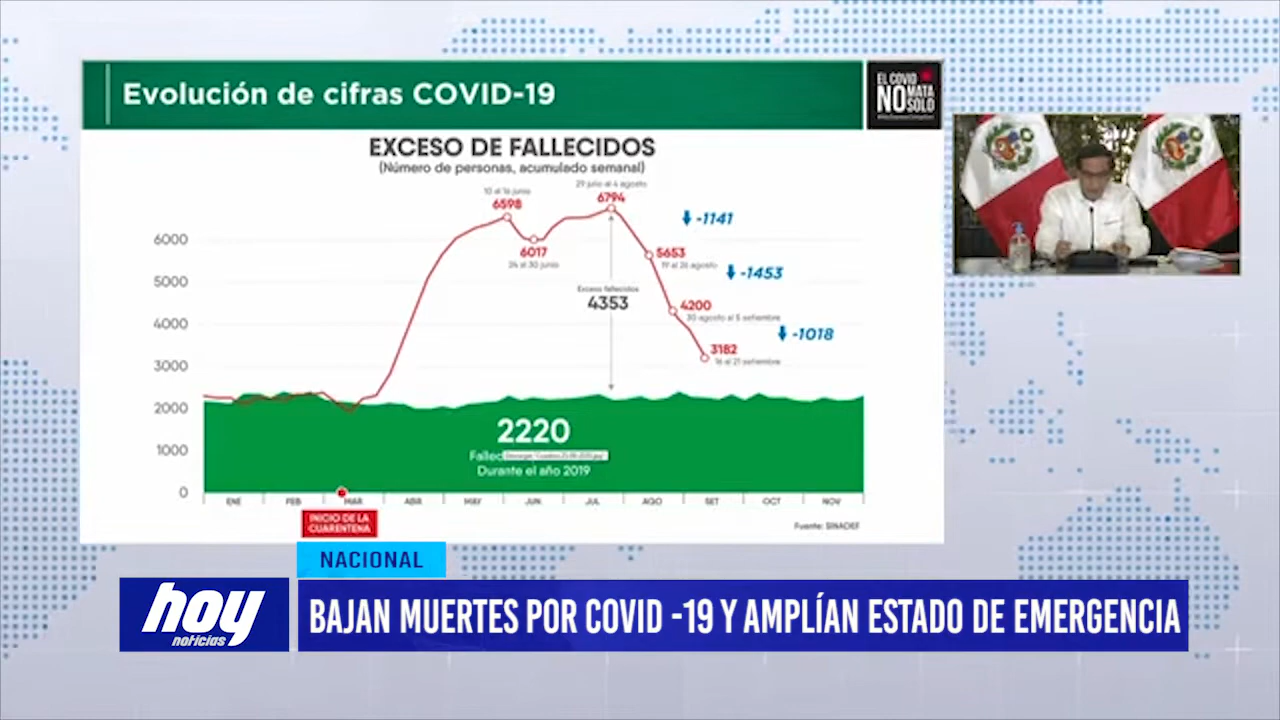 Evolución de cifras COVID-19
EL COVID
NO MATA
SOLO
EXCESO DE FALLECIDOS
(Número de personas, acumulado semanal)
10 al 16 junio
6598
29 julio al 4 agosto
6794
-1141
6000
6017
24 al 30 junio
5653
19 al 26 agosto
-1453
5000
Exceso fallecidos
4353
4200
30 agosto al 5 setiembre
4000
-1018
3182
16 al 21 setiembre
3000
2000
2220
Fallec
Durante el año 2019
1000
0
ENE FEB MAR ABR MAY JUN JUL AGO SET OCT NOV
INICIO DE LA
CUARENTENA
Fuente: SINADEF
NACIONAL
hoy
noticias
BAJAN MUERTES POR COVID -19 Y AMPLÍAN ESTADO DE EMERGENCIA